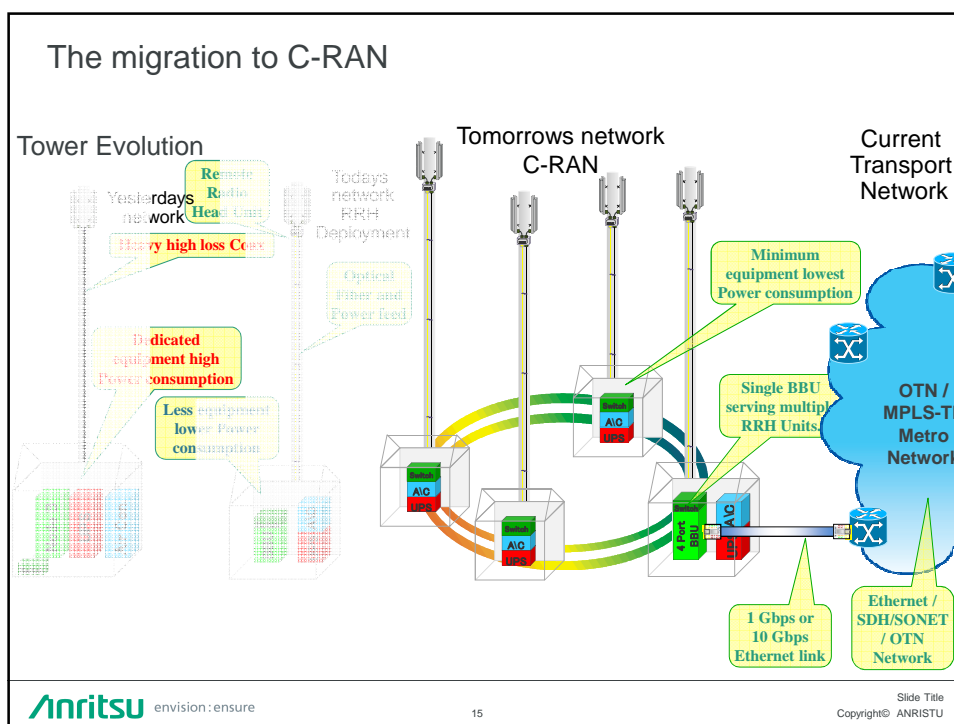 The migration to C-RAN
Tower Evolution
Yesterdays
network
Remote
Radio
Head Unit
Todays
network
RRH
Deployment
Heavy high loss Coax
Optical
Fiber and
Power feed
Dedicated
equipment high
Power consumption
Less equipment
lower Power
consumption
Tomorrows network
C-RAN
Minimum
equipment lowest
Power consumption
Single BBU
serving multipl
RRH Units.
Switch
A\C
UPS
Switch
A\C
UPS
Switch
A\C
UPS
Switch
4 Port
BBU
A\C
1 Gbps or
10 Gbps
Ethernet link
Current
Transport
Network
OTN /
MPLS-T
Metro
Network
Ethernet /
SDH/SONET
/ OTN
Network
Anritsu envision : ensure
15
Slide Title
Copyright© ANRISTU